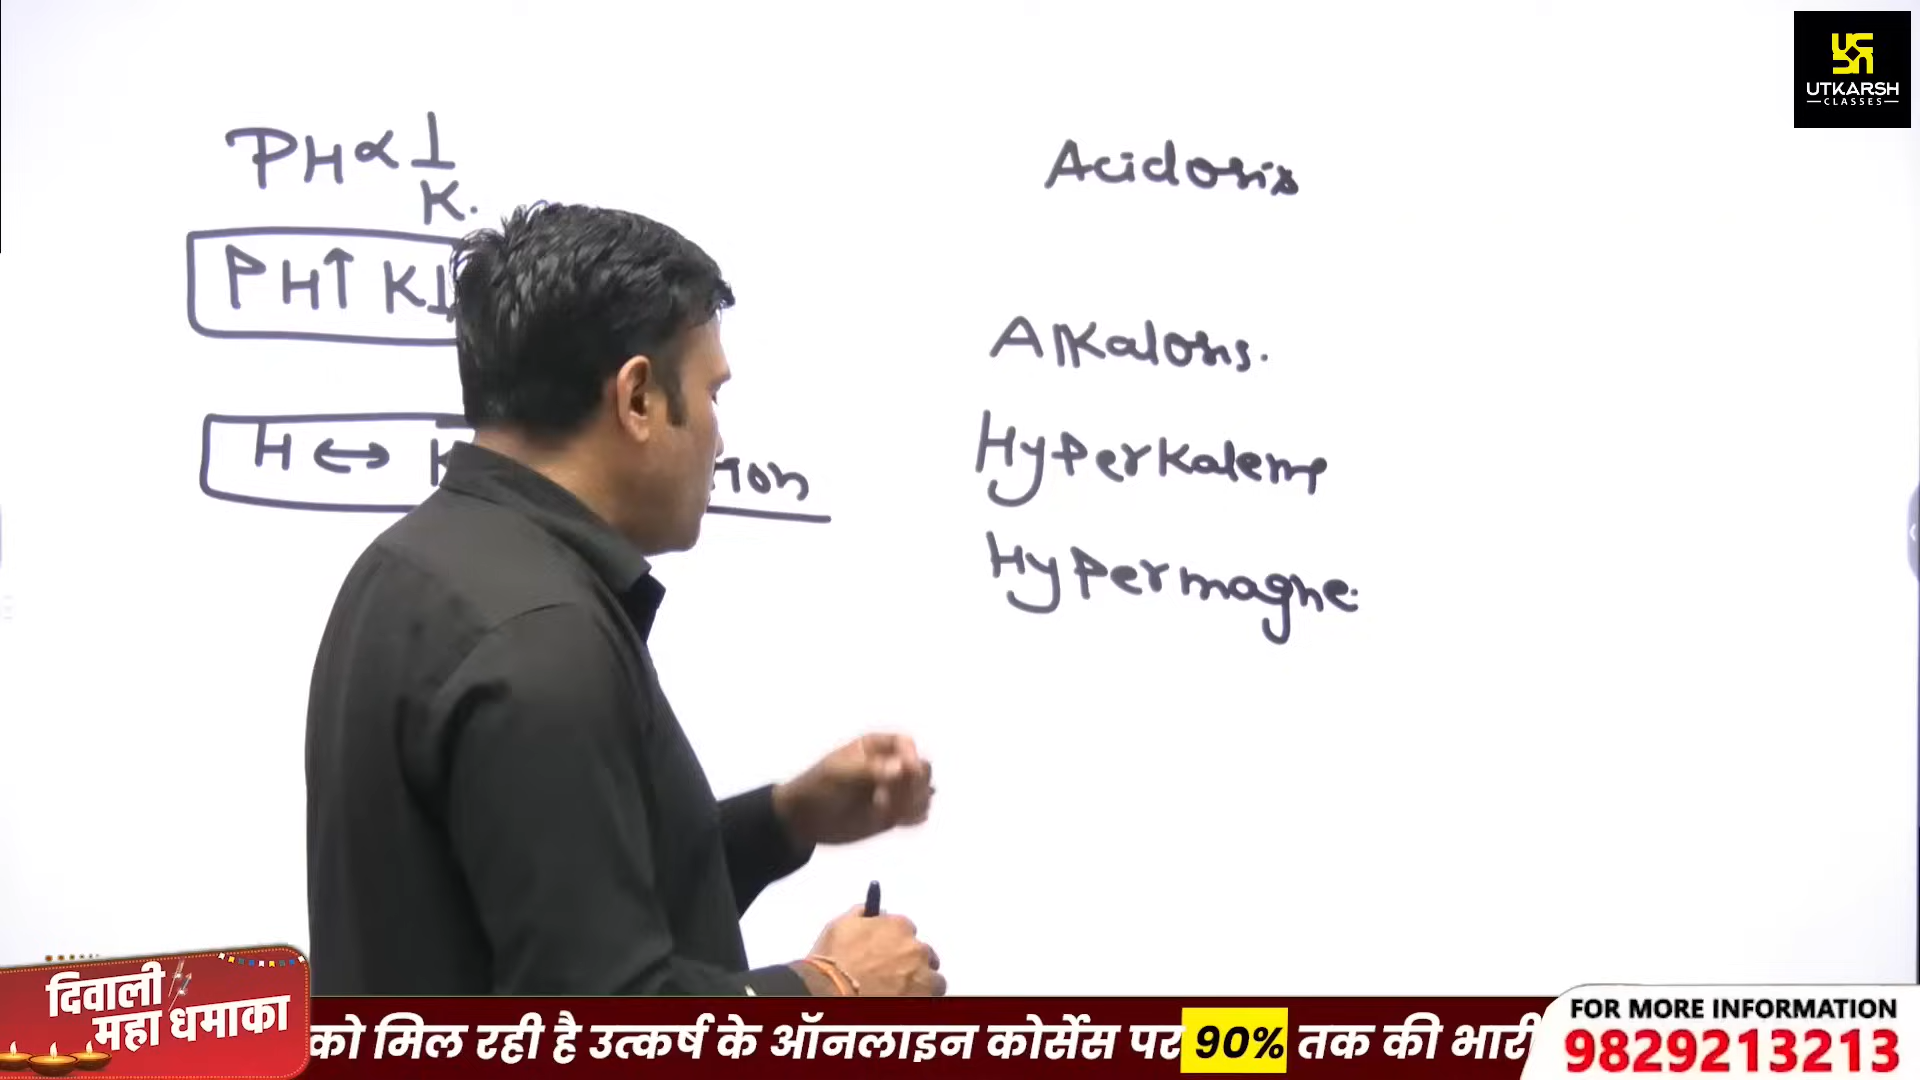 UTKARSH
CLASSES
PH ∝ 1/K.
PH↑ K↓
H ↔ K
Acidosis
Alkalosis.
Hyperkalem
Hypermagne.
दिवाली
महा धमाका
को मिल रही है उत्कर्ष के ऑनलाइन कोर्सेस पर 90% तक की भारी
FOR MORE INFORMATION
9829213213